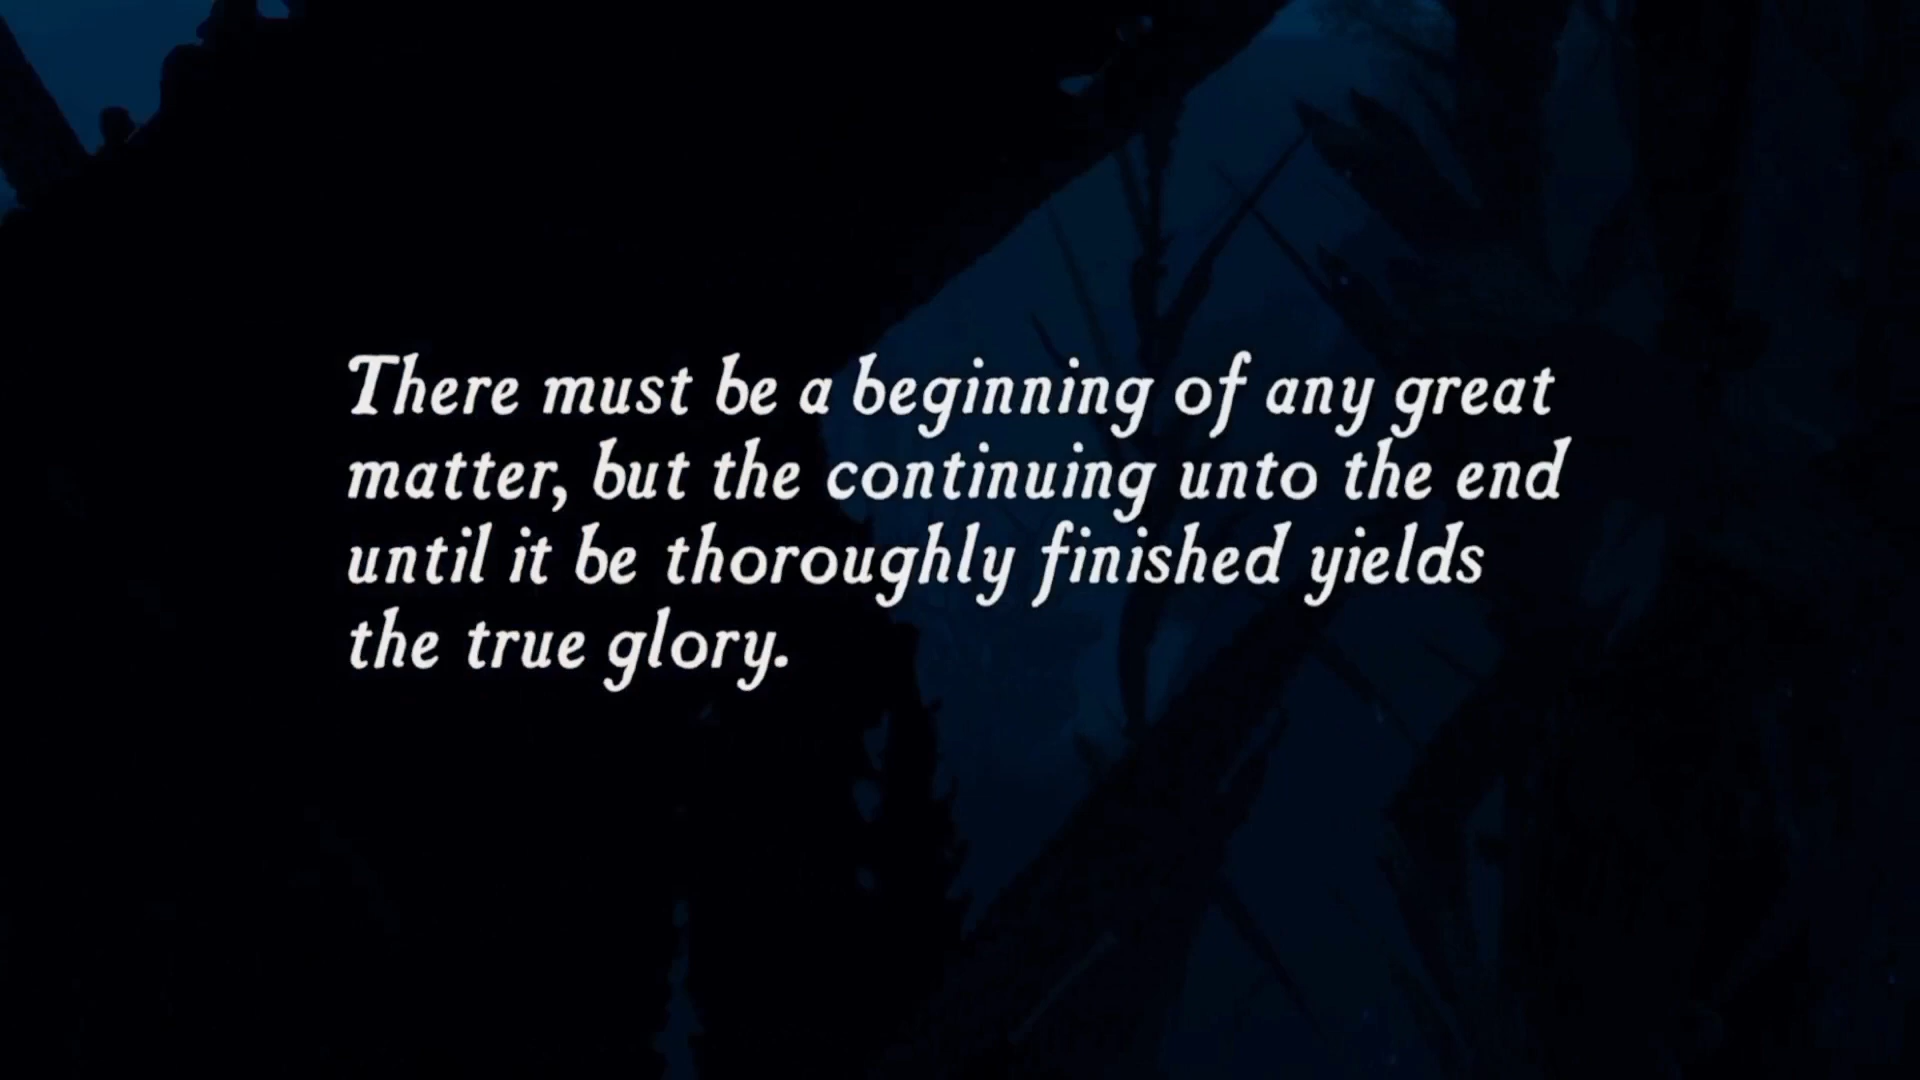 There must be a beginning of any great
matter, but the continuing unto the end
until it be thoroughly finished yields
the true glory.